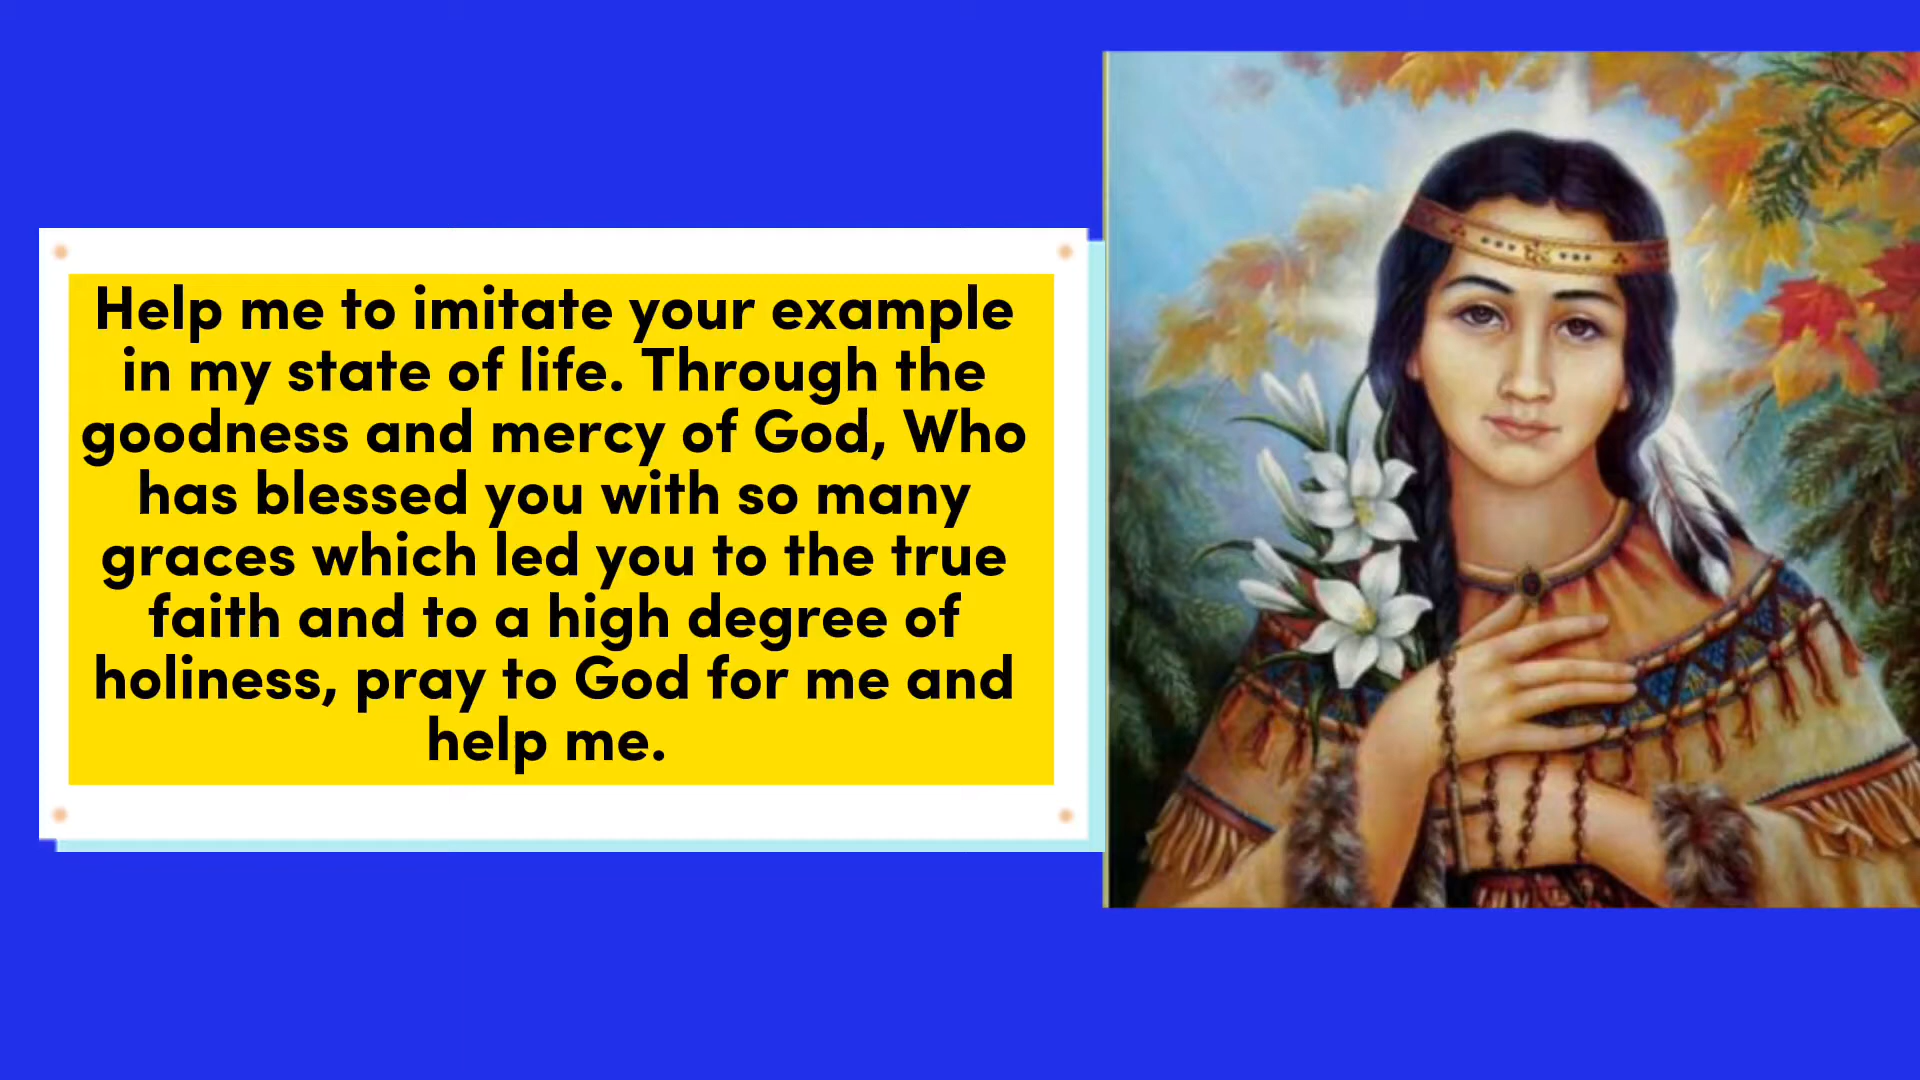 Help me to imitate your example
in my state of life. Through the
goodness and mercy of God, Who
has blessed you with so many
graces which led you to the true
faith and to a high degree of
holiness, pray to God for me and
help me.